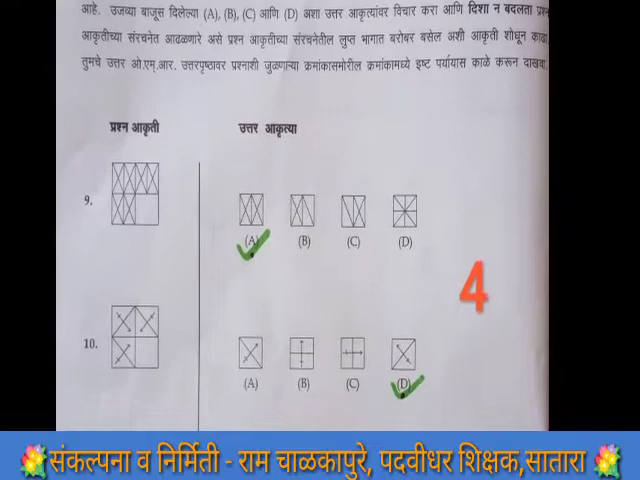 आहे. उजव्या बाजूस दिलेल्या (A), (B), (C) आणि (D) अशा उत्तर आकृत्यांवर विचार करा आणि दिशा न बदलता प्रश्न
आकृतीच्या संरचनेत आढळणारे असे प्रश्न आकृतीच्या संरचनेतील लुप्त भागात बरोबर बसेल अशी आकृती शोधून काढा.
तुमचे उत्तर ओ.एम्.आर. उत्तरपृष्ठावर प्रश्नाशी जुळणाऱ्या क्रमांकासमोरील क्रमांकामध्ये इष्ट पर्यायास काळे करून दाखवा.
प्रश्न आकृती उत्तर आकृत्या
9.
(A) (B) (C) (D)
4
10.
(A) (B) (C) (D)
संकल्पना व निर्मिती - राम चाळकापुरे, पदवीधर शिक्षक,सातारा